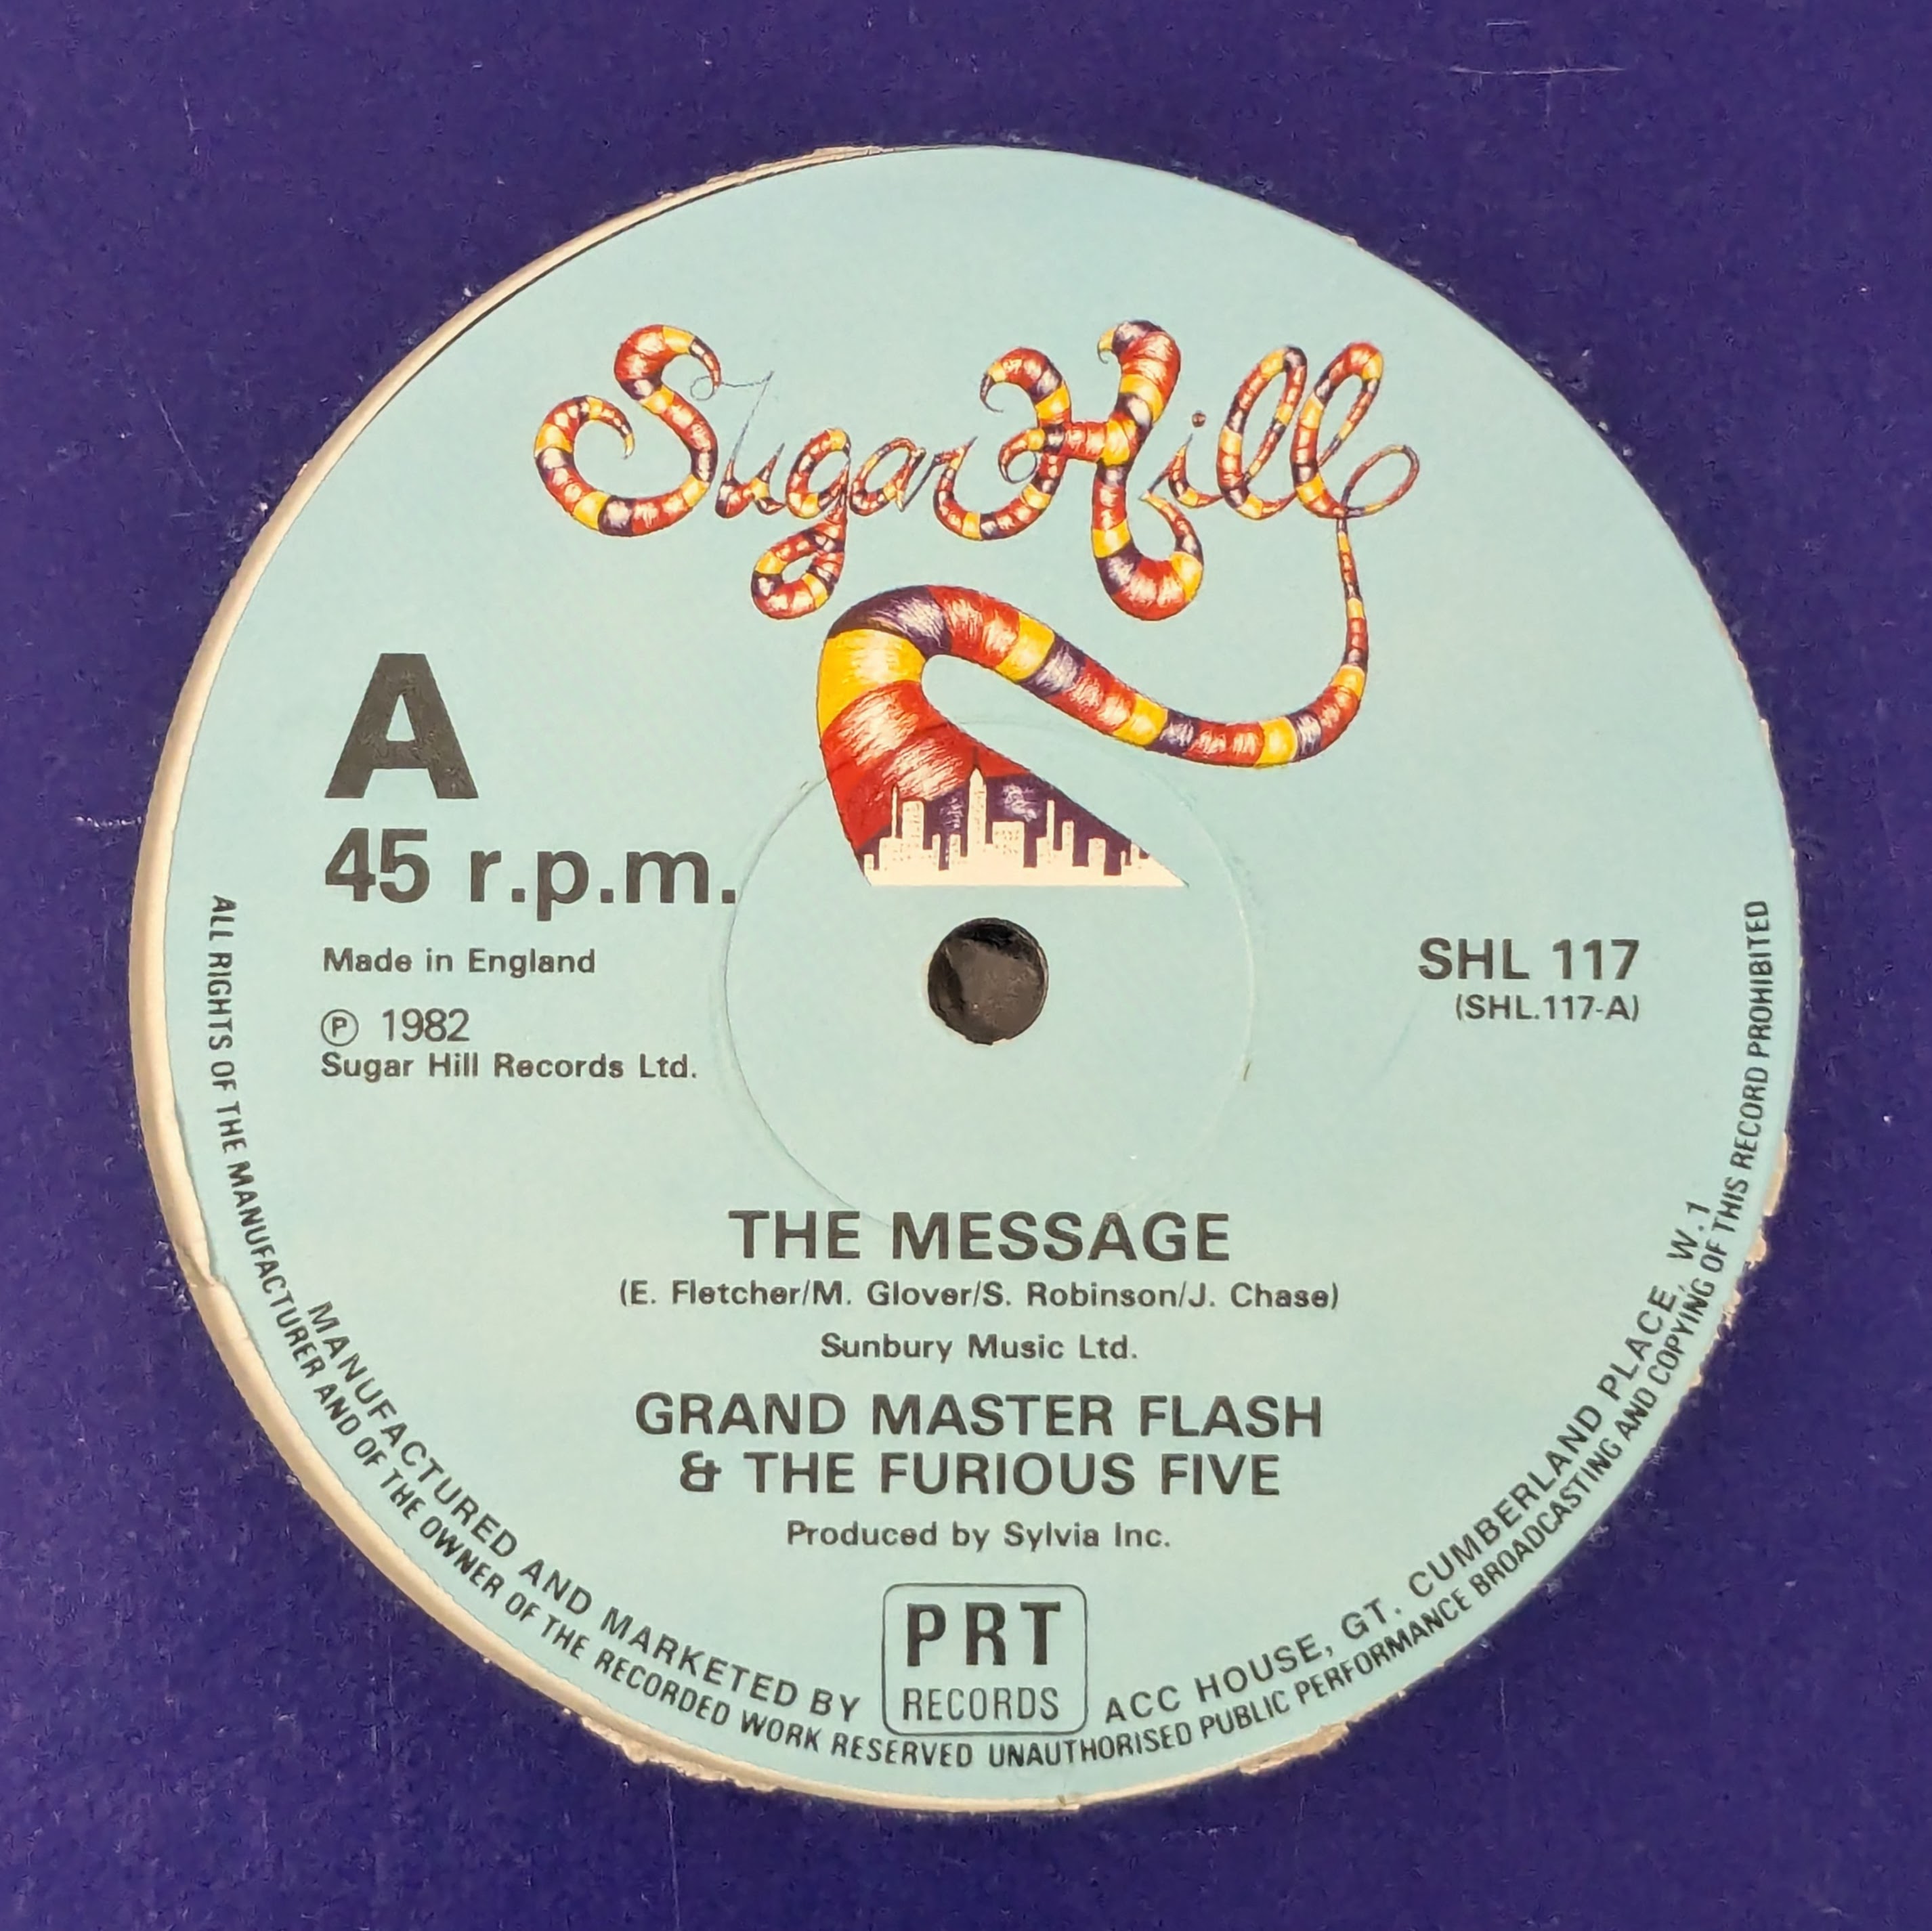 Sugar Hill
A
45 r.p.m.
Made in England
Ⓟ 1982
Sugar Hill Records Ltd.
SHL 117
(SHL.117-A)
THE MESSAGE
(E. Fletcher/M. Glover/S. Robinson/J. Chase)
Sunbury Music Ltd.
GRAND MASTER FLASH
& THE FURIOUS FIVE
Produced by Sylvia Inc.
MANUFACTURED AND MARKETED BY
PRT
RECORDS
ACC HOUSE, GT. CUMBERLAND PLACE, W.1
ALL RIGHTS OF THE MANUFACTURER AND OF THE OWNER OF THE RECORDED WORK RESERVED UNAUTHORISED PUBLIC PERFORMANCE BROADCASTING AND COPYING OF THIS RECORD PROHIBITED